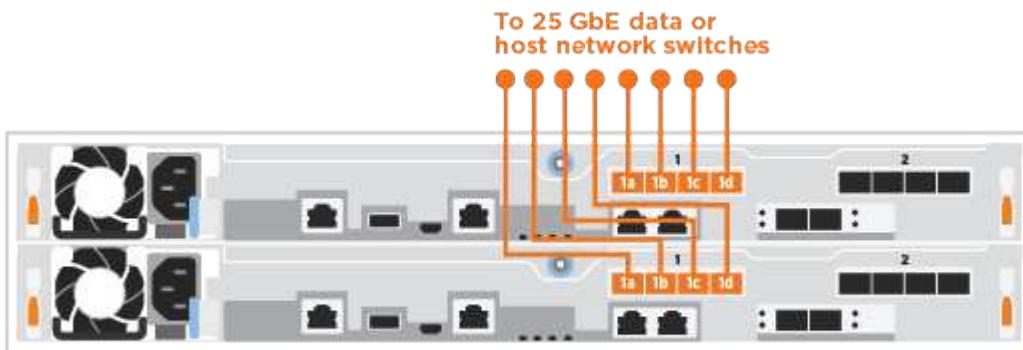 To 25 GbE data or
host network switches
1 2
1a 1b 1c 1d
1 2
1a 1b 1c 1d